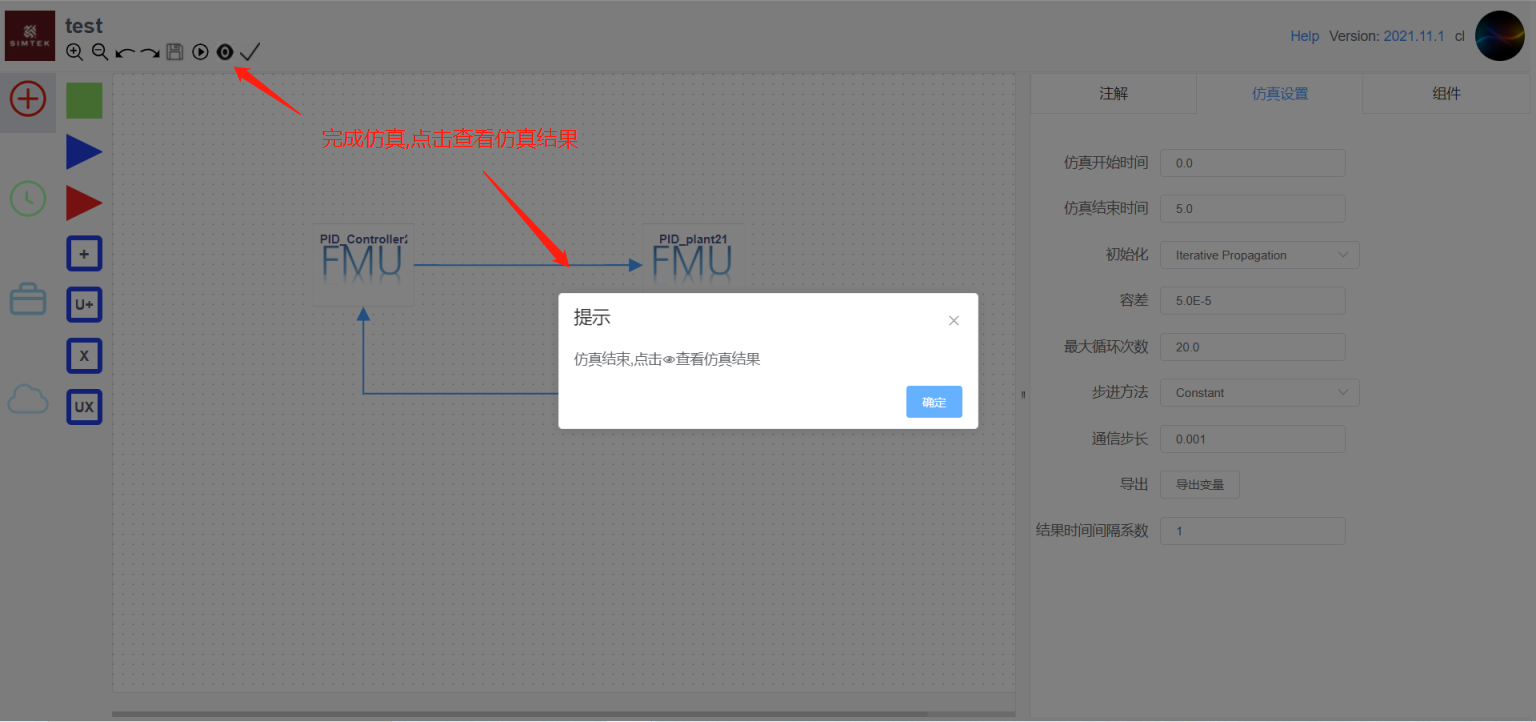 SIMTEK
test
Help Version: 2021.11.1 cl
注解 仿真设置 组件
完成仿真,点击查看仿真结果
仿真开始时间 0.0
仿真结束时间 5.0
初始化 Iterative Propagation
容差 5.0E-5
最大循环次数 20.0
步进方法 Constant
通信步长 0.001
导出 导出变量
结果时间间隔系数 1
+
U+
X
UX
PID_Controller2
FMU
PID_plant21
FMU
提示
仿真结束,点击查看仿真结果
确定